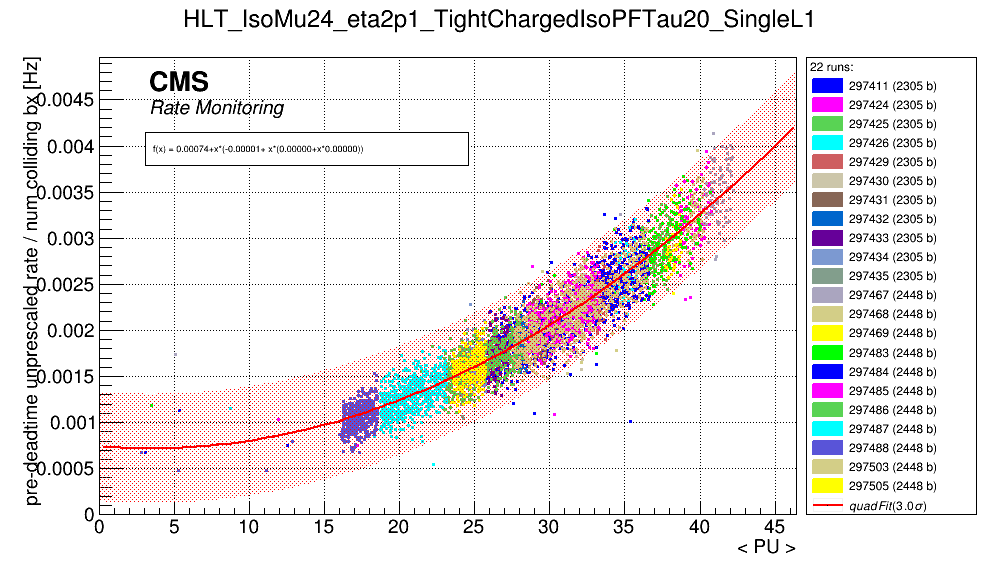 HLT_IsoMu24_eta2p1_TightChargedIsoPFTau20_SingleL1
pre-deadtime unprescaled rate / num colliding bx [Hz]
CMS
Rate Monitoring
f(x) = 0.00074+x*(-0.00001+ x*(0.00000+x*0.00000))
0.0045
0.004
0.0035
0.003
0.0025
0.002
0.0015
0.001
0.0005
0
0 5 10 15 20 25 30 35 40 45
< PU >
22 runs:
297411 (2305 b)
297424 (2305 b)
297425 (2305 b)
297426 (2305 b)
297429 (2305 b)
297430 (2305 b)
297431 (2305 b)
297432 (2305 b)
297433 (2305 b)
297434 (2305 b)
297435 (2305 b)
297467 (2448 b)
297468 (2448 b)
297469 (2448 b)
297483 (2448 b)
297484 (2448 b)
297485 (2448 b)
297486 (2448 b)
297487 (2448 b)
297488 (2448 b)
297503 (2448 b)
297505 (2448 b)
quadFit(3.0σ)